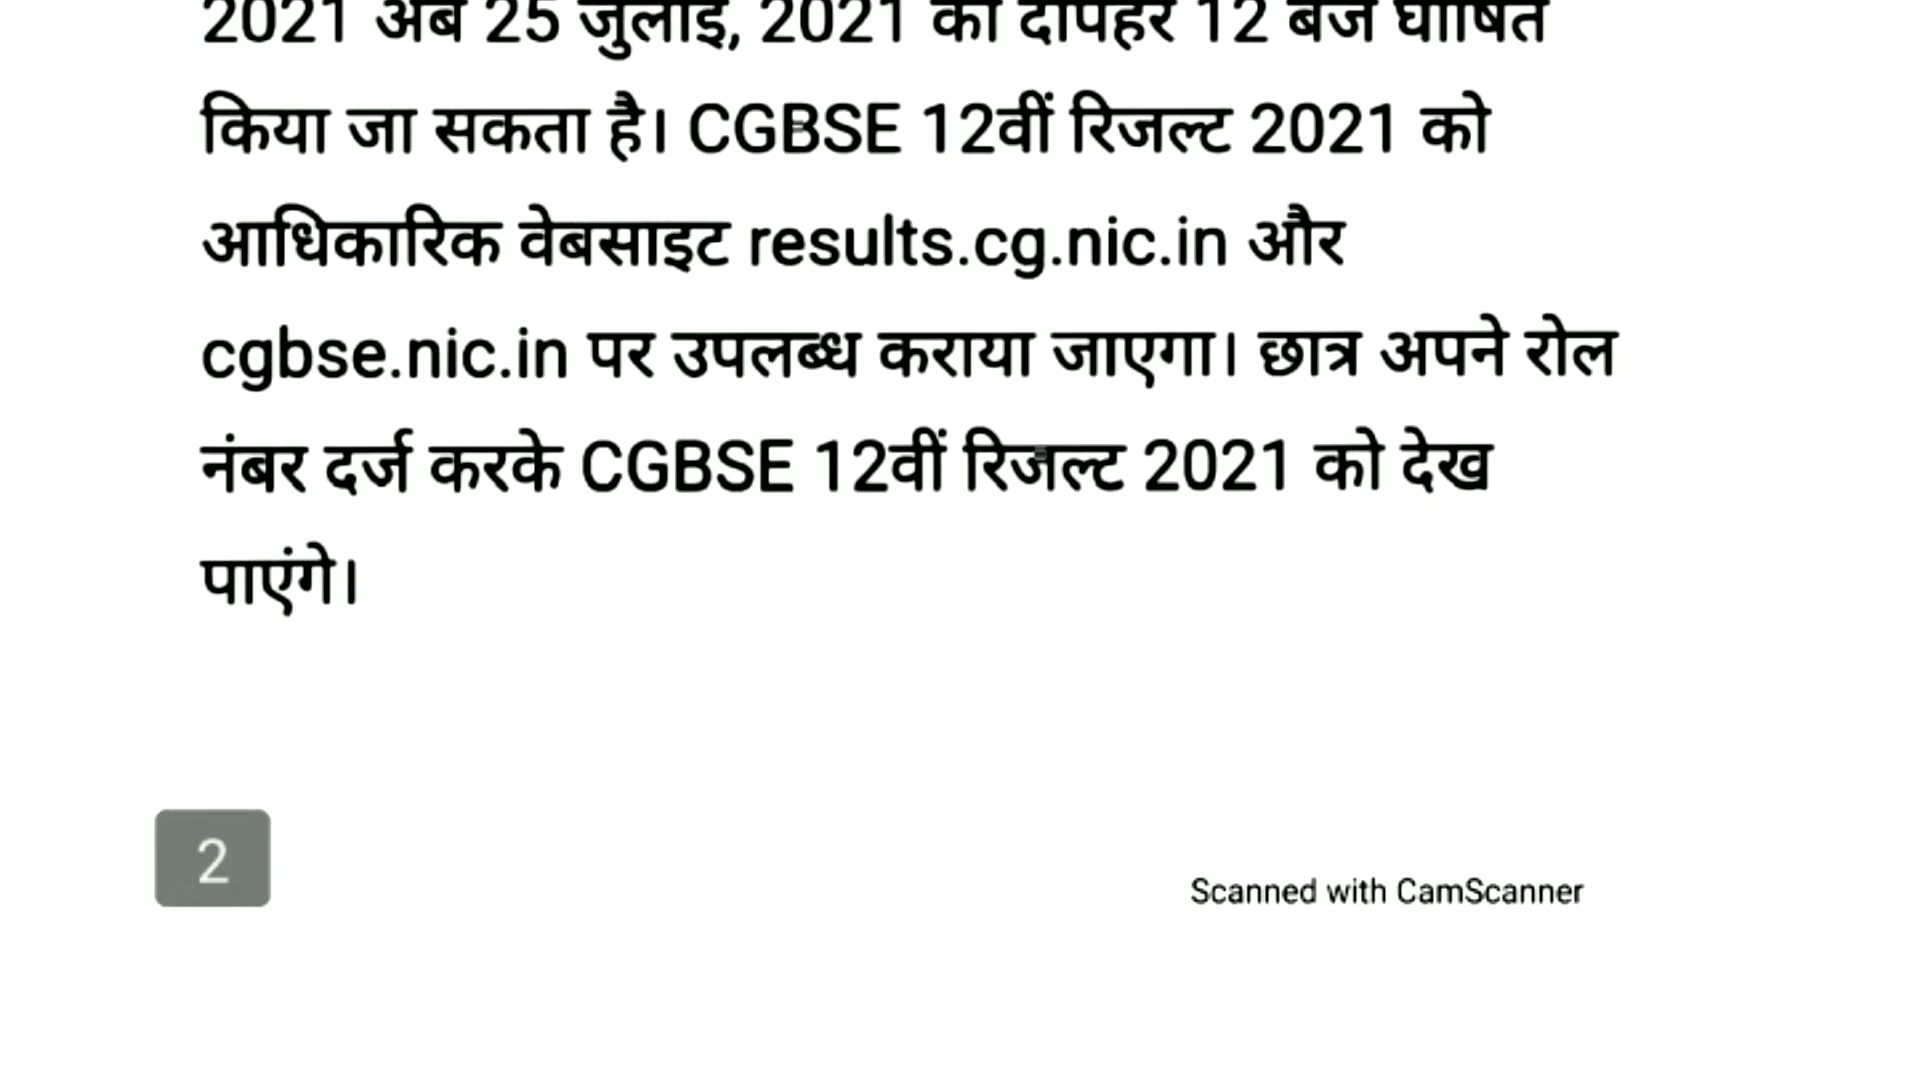 2021 अब 25 जुलाई, 2021 को दोपहर 12 बजे घोषित
किया जा सकता है। CGBSE 12वीं रिजल्ट 2021 को
आधिकारिक वेबसाइट results.cg.nic.in और
cgbse.nic.in पर उपलब्ध कराया जाएगा। छात्र अपने रोल
नंबर दर्ज करके CGBSE 12वीं रिजल्ट 2021 को देख
पाएंगे।
2
Scanned with CamScanner